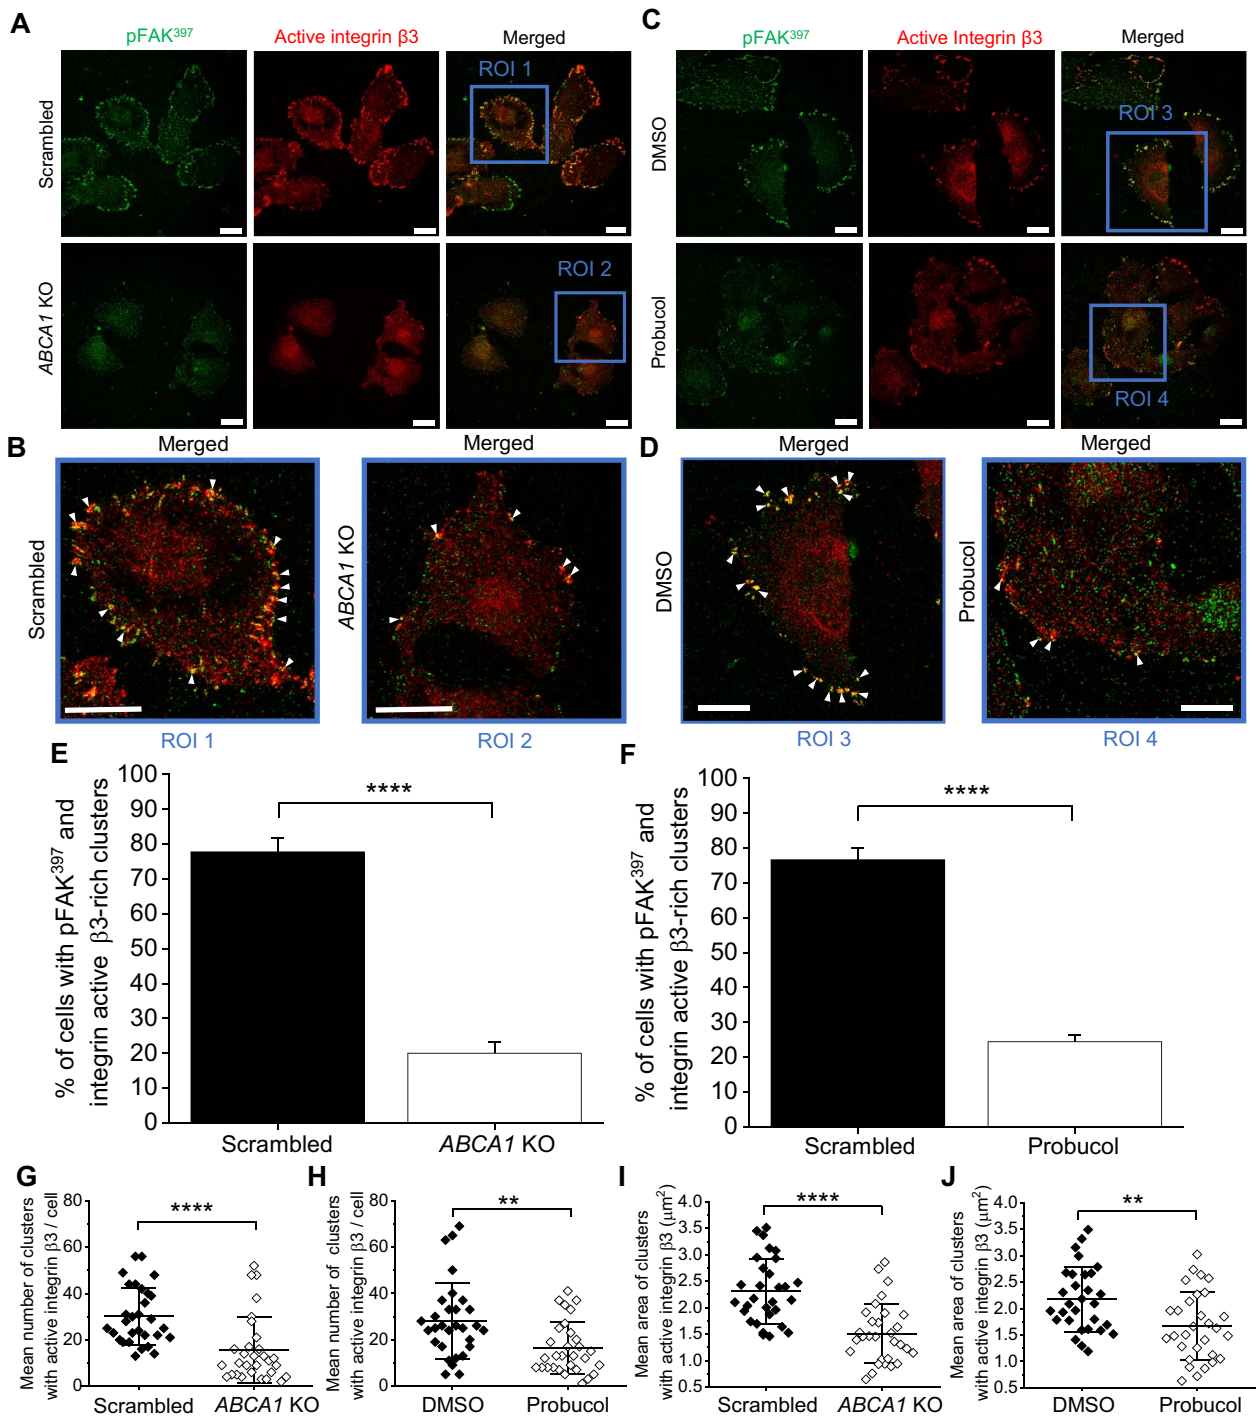 A
pFAK397
Active integrin β3
Merged
Scrambled
ROI 1
ABCA1 KO
ROI 2
C
pFAK397
Active Integrin β3
Merged
DMSO
ROI 3
Probucol
ROI 4
B
Merged
Merged
Scrambled
ABCA1 KO
ROI 1
ROI 2
D
Merged
Merged
DMSO
Probucol
ROI 3
ROI 4
E
% of cells with pFAK397 and
integrin active β3-rich clusters
100
90
80
70
60
50
40
30
20
10
0
****
Scrambled
ABCA1 KO
F
% of cells with pFAK397 and
integrin active β3-rich clusters
100
90
80
70
60
50
40
30
20
10
0
****
Scrambled
Probucol
G
Mean number of clusters
with active integrin β3 / cell
80
60
40
20
0
****
Scrambled
ABCA1 KO
H
Mean number of clusters
with active integrin β3 / cell
80
60
40
20
0
**
DMSO
Probucol
I
Mean area of clusters
with active integrin β3 (μm2)
4.0
3.5
3.0
2.5
2.0
1.5
1.0
0.5
****
Scrambled
ABCA1 KO
J
Mean area of clusters
with active integrin β3 (μm2)
4.0
3.5
3.0
2.5
2.0
1.5
1.0
0.5
**
DMSO
Probucol